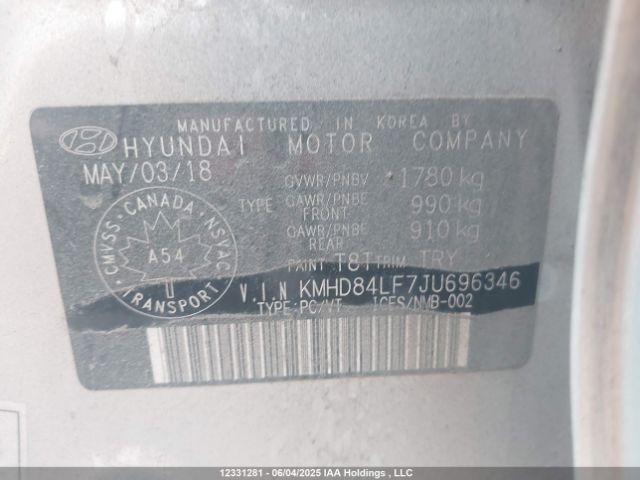 MANUFACTURED IN KOREA BY
HYUNDAI MOTOR COMPANY
MAY/03/18
GVWR/PNBV 1780 kg
TYPE GAWR/PNBE FRONT 990 kg
GAWR/PNBE REAR 910 kg
PAINT T8T TRIM TRY
CMVSS. CANADA. NSVAC
A54
U
TRANSPORT
V.I.N KMHD84LF7JU696346
TYPE:PC/VT ICES/NMB-002
12331281 - 06/04/2025 IAA Holdings , LLC